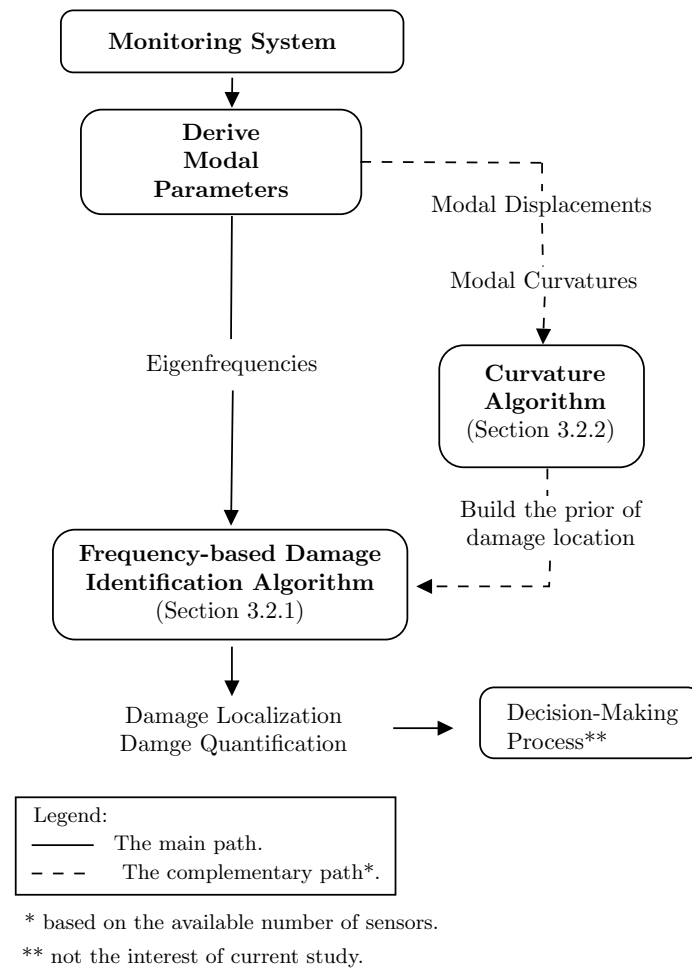 Monitoring System
Derive
Modal
Parameters
Modal Displacements
Modal Curvatures
Eigenfrequencies
Curvature
Algorithm
(Section 3.2.2)
Build the prior of
damage location
Frequency-based Damage
Identification Algorithm
(Section 3.2.1)
Damage Localization
Damge Quantification
Decision-Making
Process**
Legend:
The main path.
The complementary path*.
* based on the available number of sensors.
** not the interest of current study.